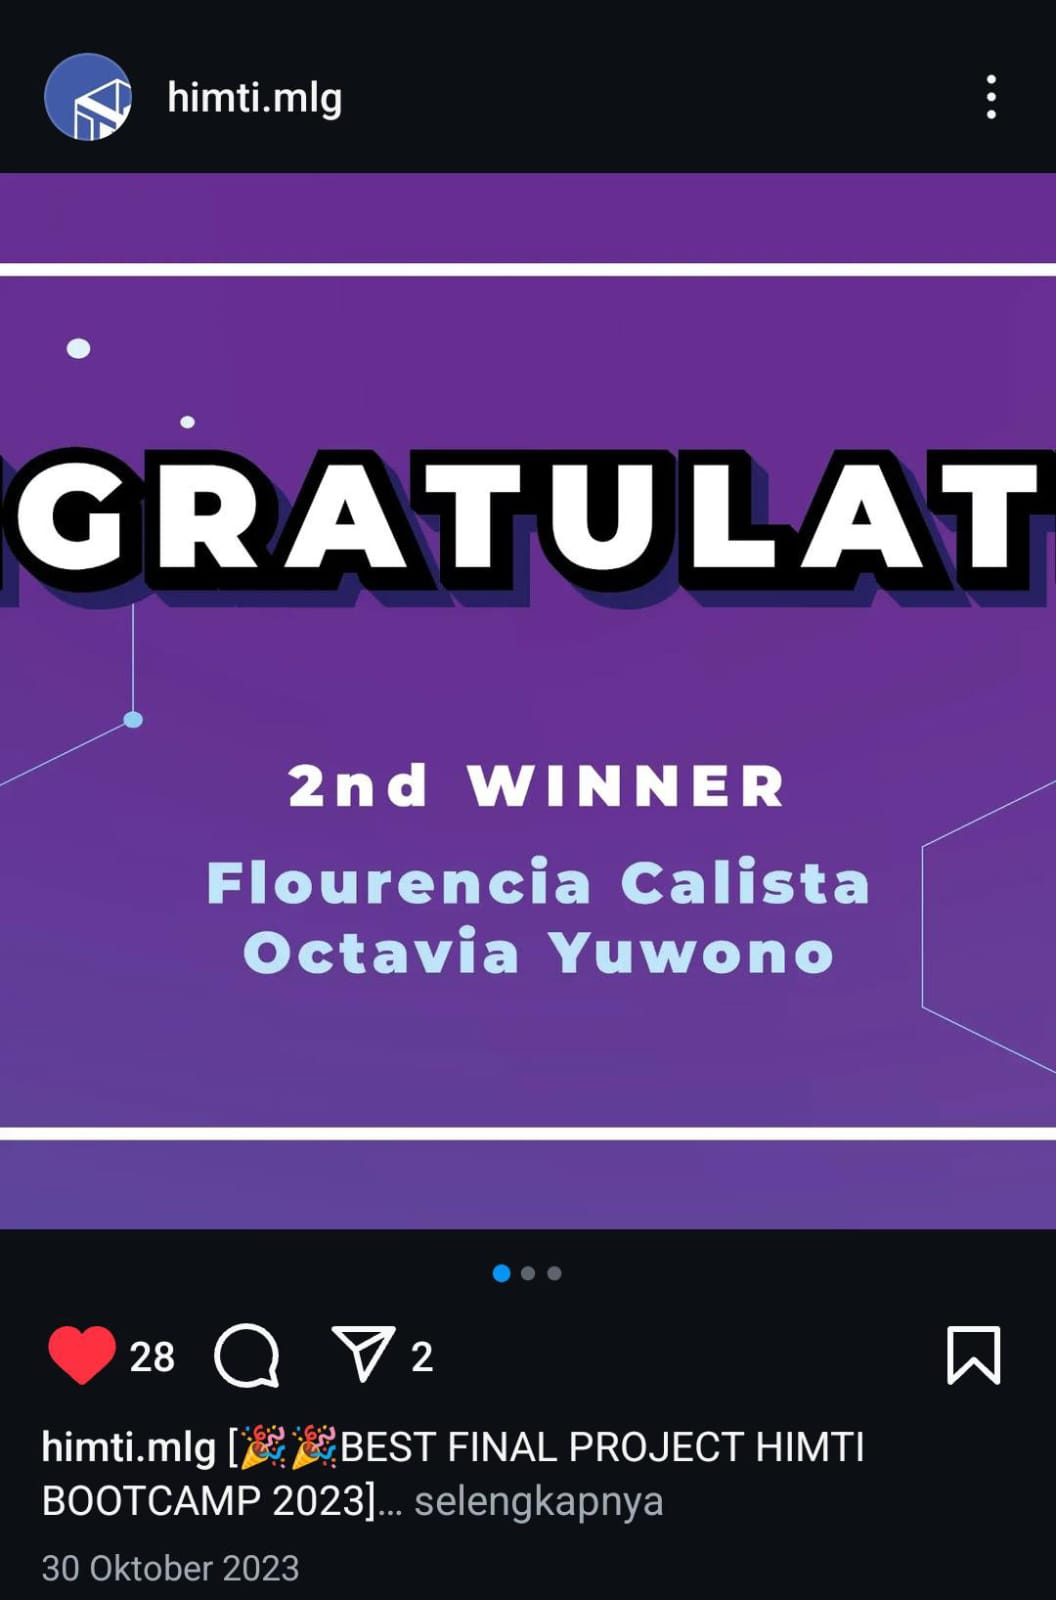 himti.mlg
GRATULAT
2nd WINNER
Flourencia Calista
Octavia Yuwono
28 2
himti.mlg [🎉🎉BEST FINAL PROJECT HIMTI
BOOTCAMP 2023]... selengkapnya
30 Oktober 2023